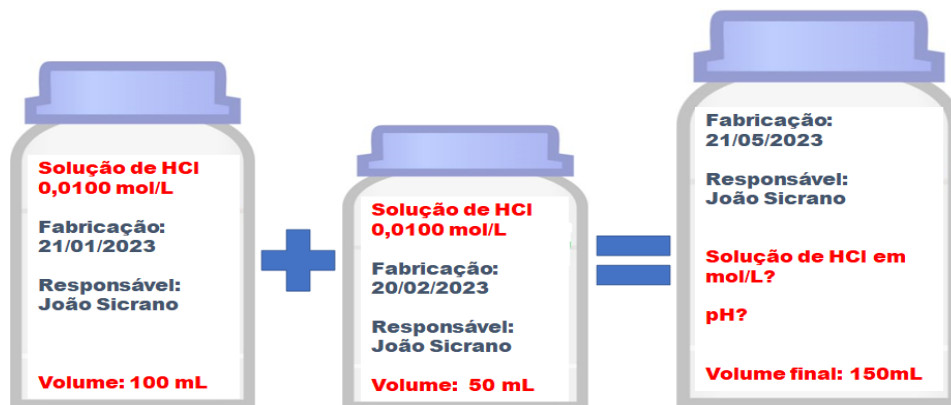 Solução de HCl
0,0100 mol/L
Fabricação:
21/01/2023
Responsável:
João Sicrano
Volume: 100 mL
Solução de HCl
0,0100 mol/L
Fabricação:
20/02/2023
Responsável:
João Sicrano
Volume:  50 mL
Fabricação:
21/05/2023
Responsável:
João Sicrano
Solução de HCl em
mol/L?
pH?
Volume final: 150mL